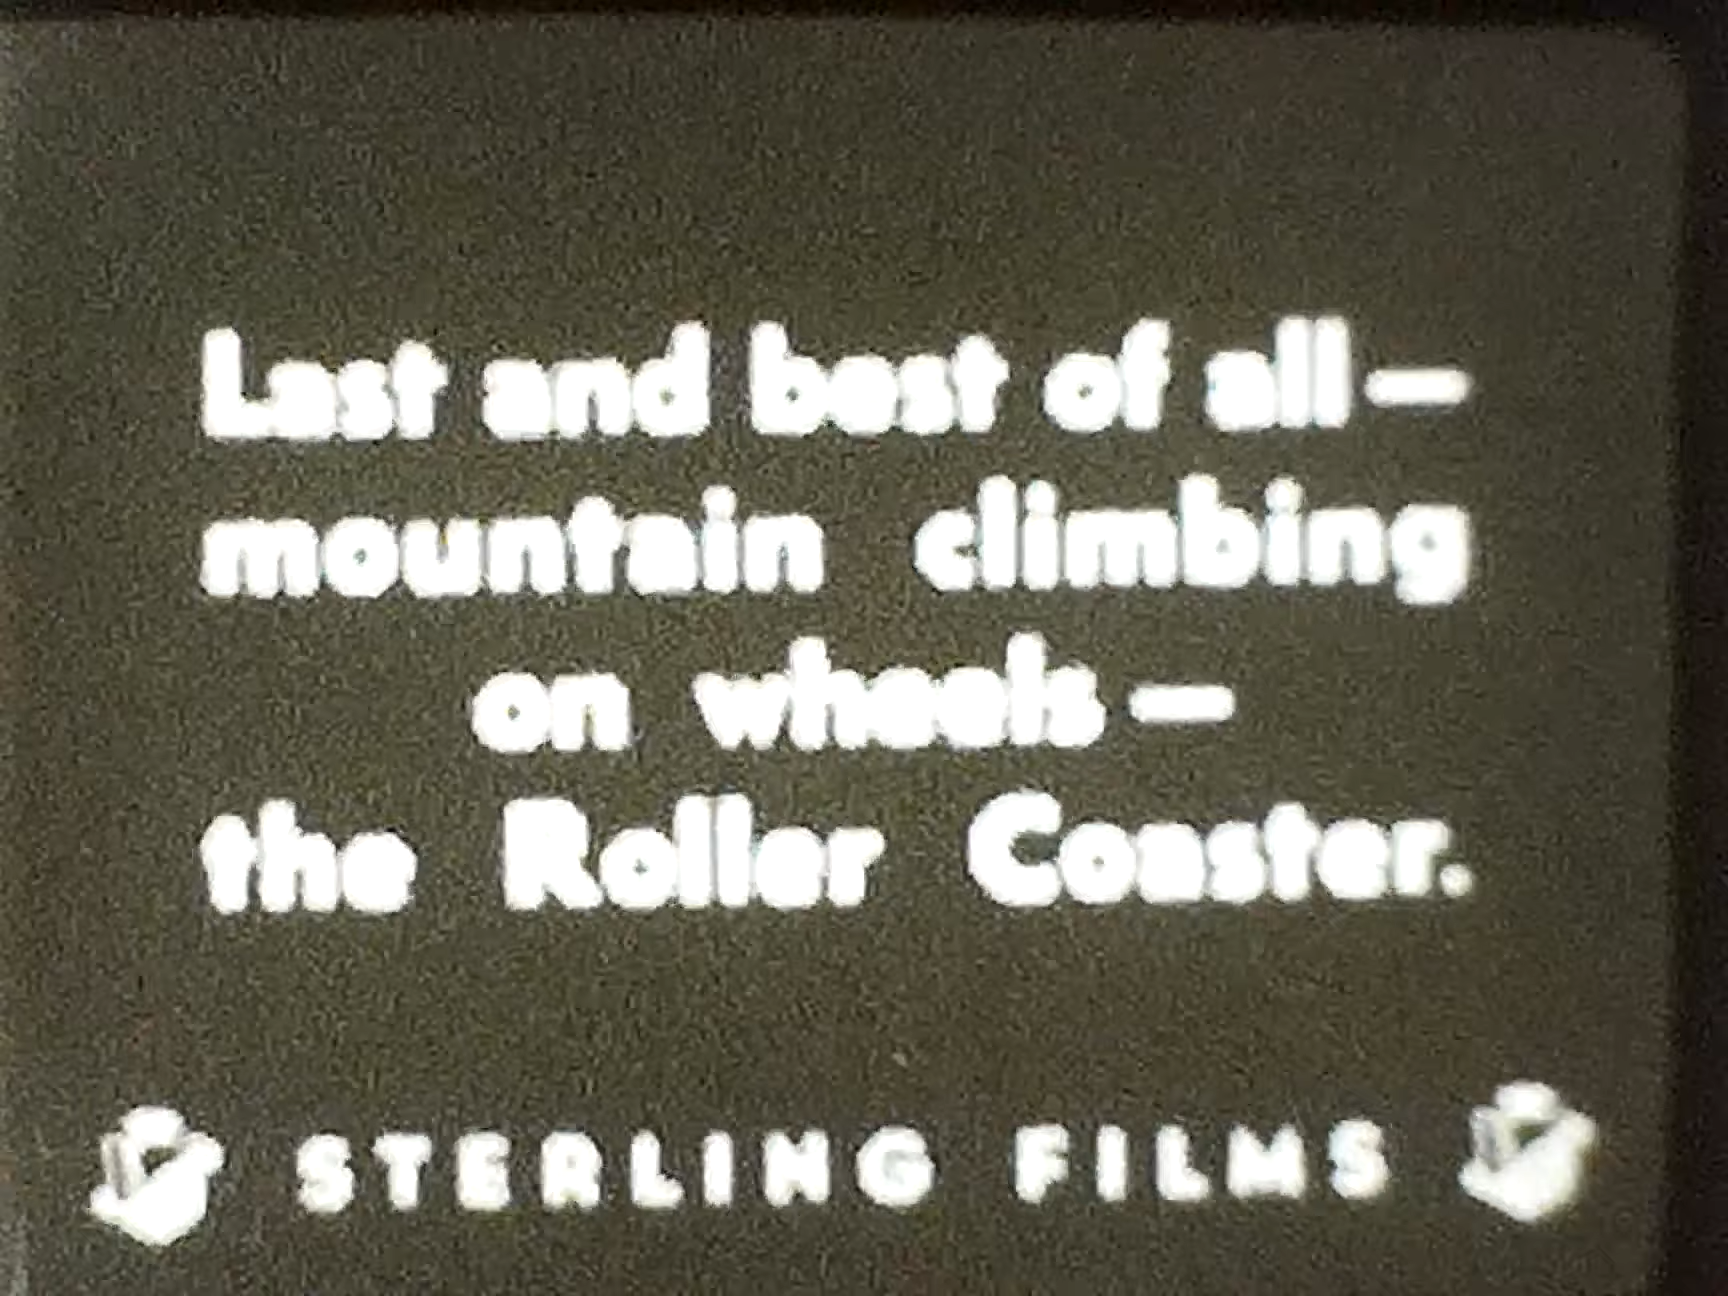 Last and best of all—
mountain climbing
on wheels—
the Roller Coaster.
STERLING FILMS